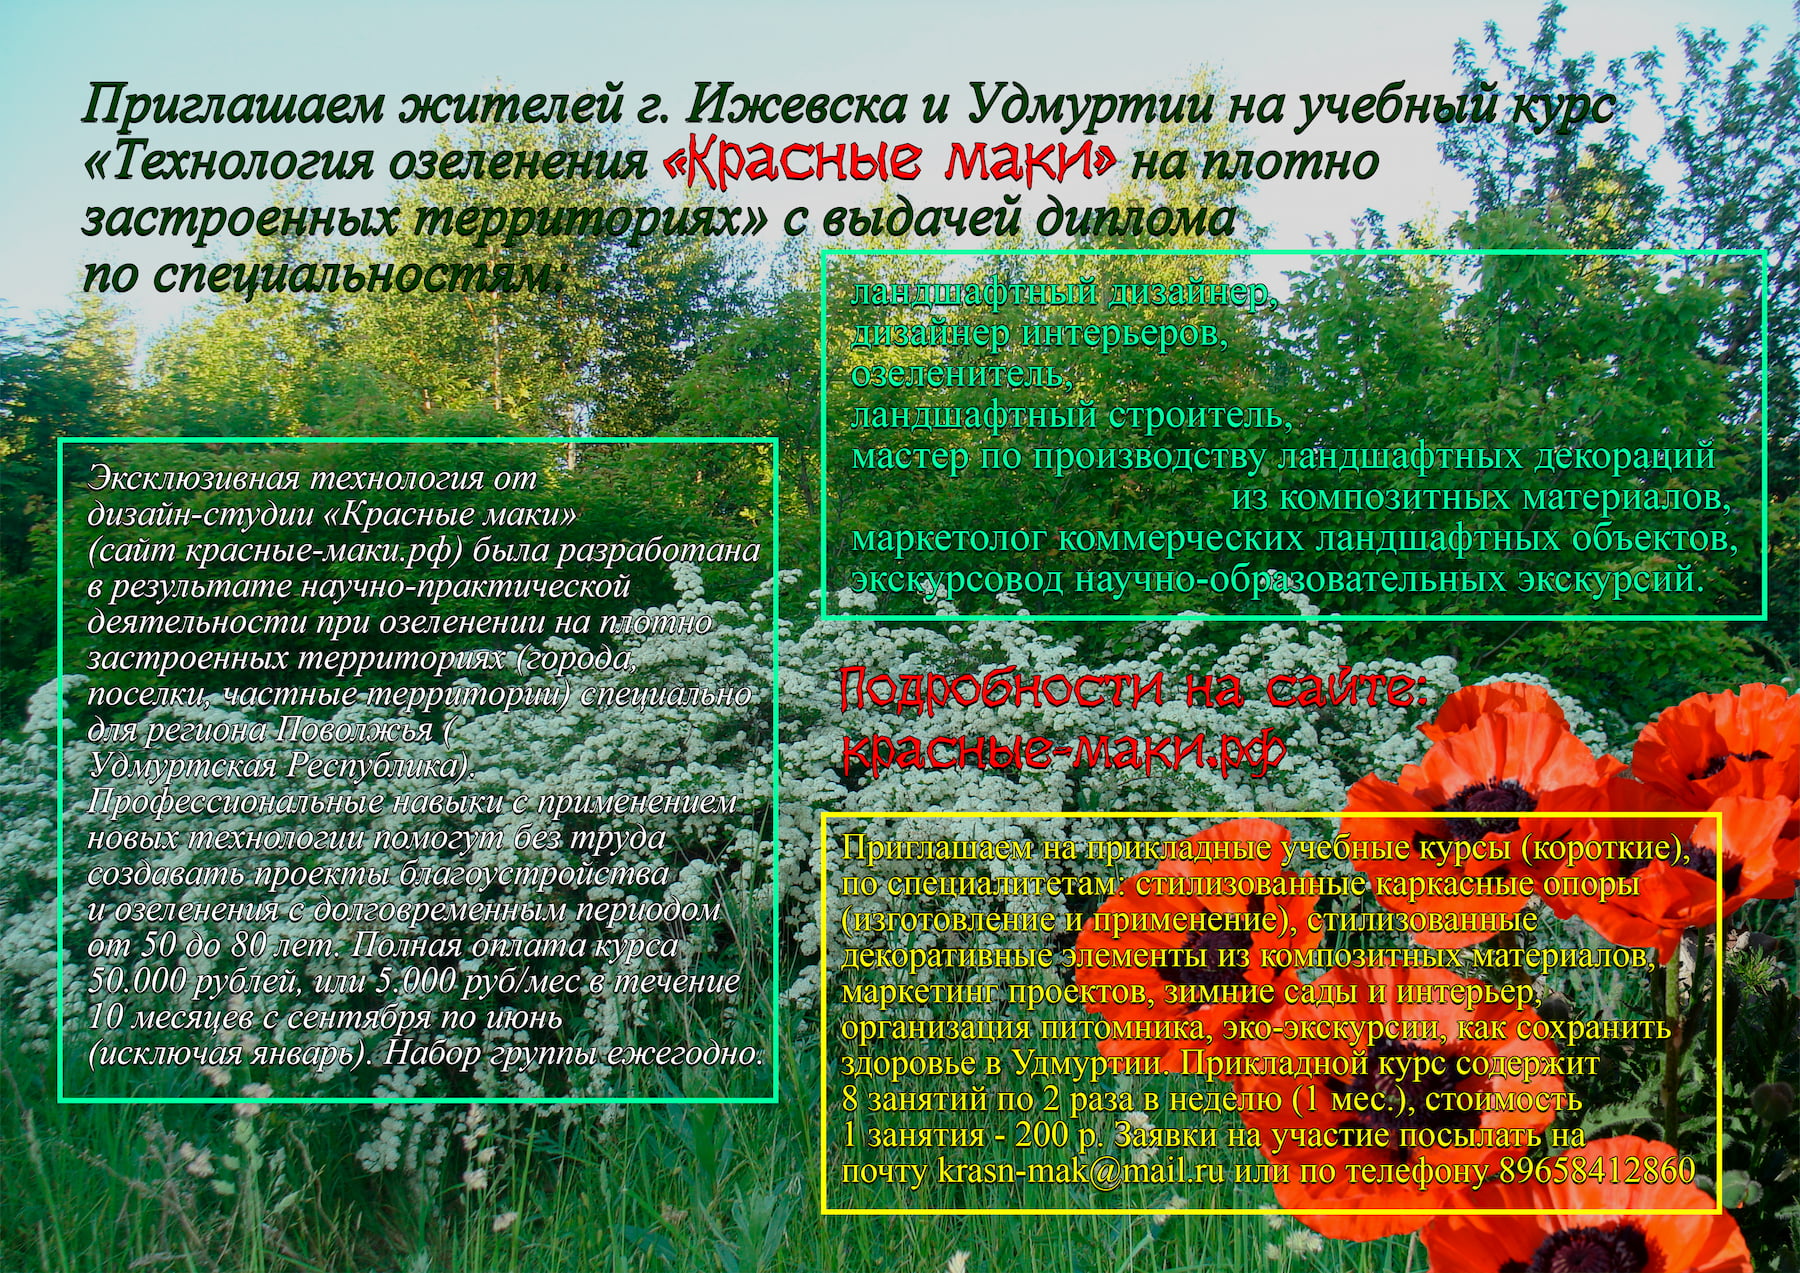 Приглашаем жителей г. Ижевска и Удмуртии на учебный курс
«Технология озеленения «Красные маки» на плотно
застроенных территориях» с выдачей диплома
по специальностям:
ландшафтный дизайнер,
дизайнер интерьеров,
озеленитель,
ландшафтный строитель,
мастер по производству ландшафтных декораций
из композитных материалов,
маркетолог коммерческих ландшафтных объектов,
экскурсовод научно-образовательных экскурсий.
Эксклюзивная технология от
дизайн-студии «Красные маки»
(сайт красные-маки.рф) была разработана
в результате научно-практической
деятельности при озеленении на плотно
застроенных территориях (города,
поселки, частные территории) специально
для региона Поволжья (
Удмуртская Республика).
Профессиональные навыки с применением
новых технологии помогут без труда
создавать проекты благоустройства
и озеленения с долговременным периодом
от 50 до 80 лет. Полная оплата курса
50.000 рублей, или 5.000 руб/мес в течение
10 месяцев с сентября по июнь
(исключая январь). Набор группы ежегодно.
Подробности на сайте:
красные-маки.рф
Приглашаем на прикладные учебные курсы (короткие),
по специалитетам: стилизованные каркасные опоры
(изготовление и применение), стилизованные
декоративные элементы из композитных материалов,
маркетинг проектов, зимние сады и интерьер,
организация питомника, эко-экскурсии, как сохранить
здоровье в Удмуртии. Прикладной курс содержит
8 занятий по 2 раза в неделю (1 мес.), стоимость
1 занятия - 200 р. Заявки на участие посылать на
почту krasn-mak@mail.ru или по телефону 89658412860